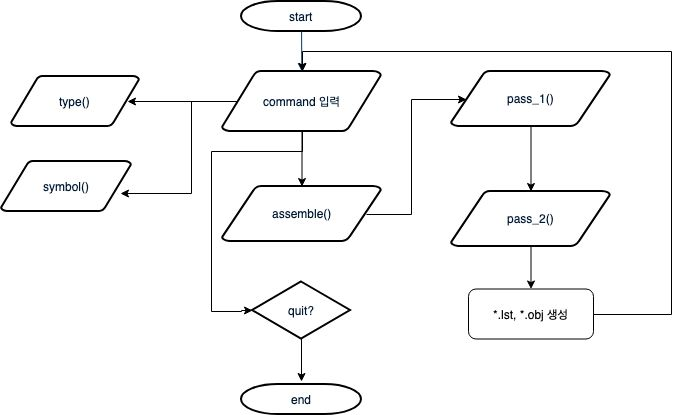 start
type()
command 입력
pass_1()
symbol()
assemble()
pass_2()
quit?
*.lst, *.obj 생성
end